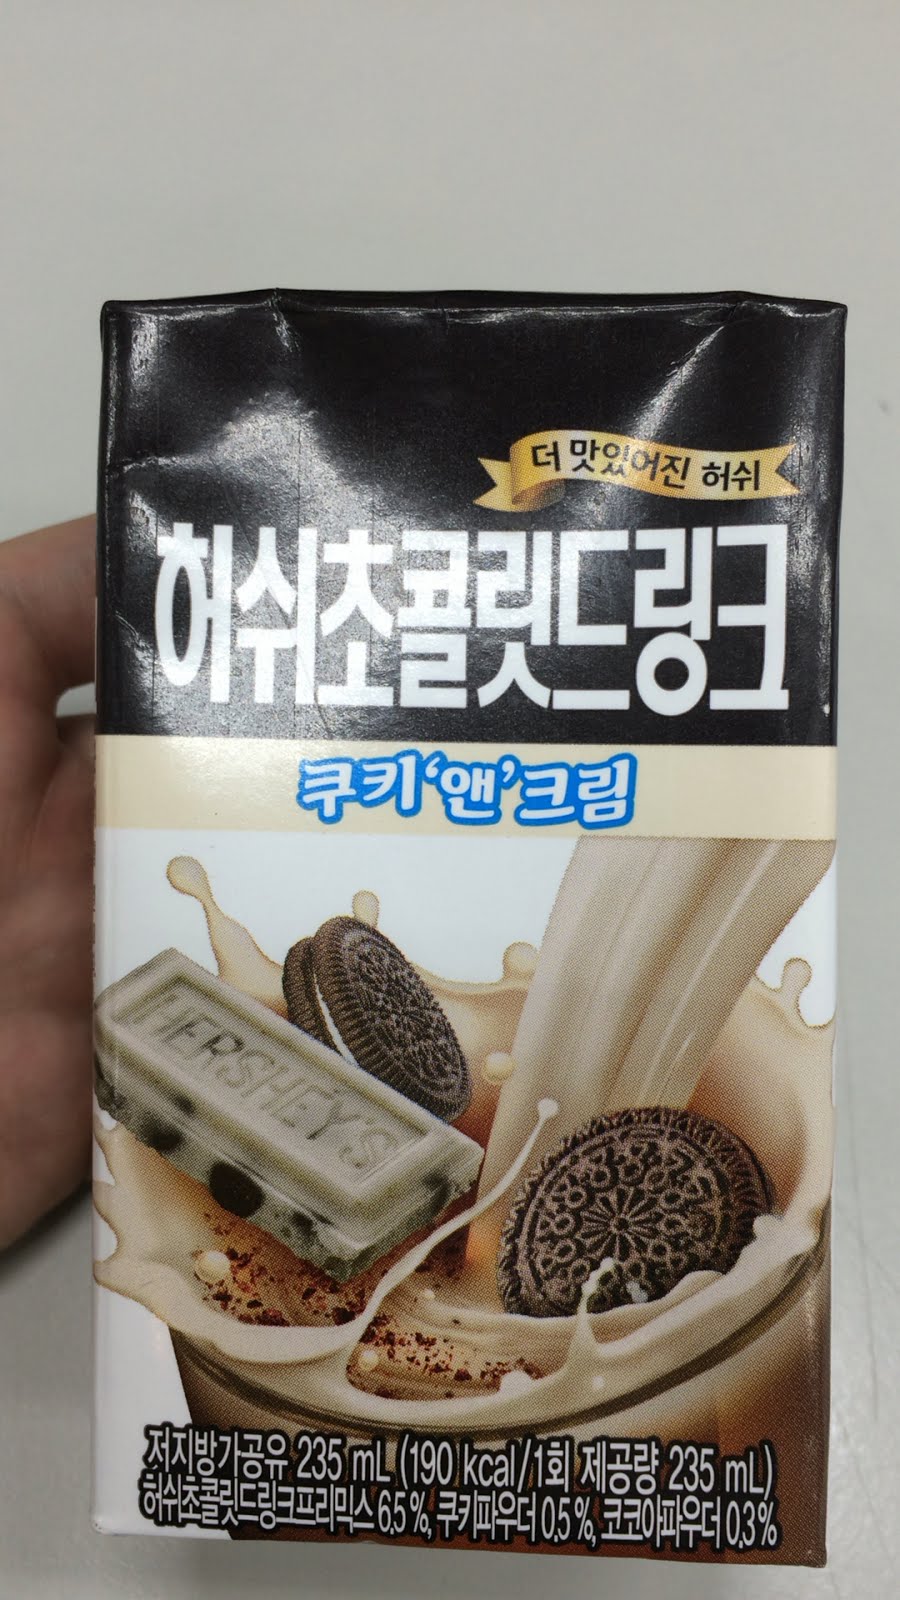 더 맛있어진 허쉬
허쉬초콜릿드링크
쿠키‘앤’크림
HERSHEY'S
저지방가공유 235 mL (190 kcal/1회 제공량 235 mL)
허쉬초콜릿드링크프리믹스 6.5%, 쿠키파우더 0.5%, 코코아파우더 0.3%